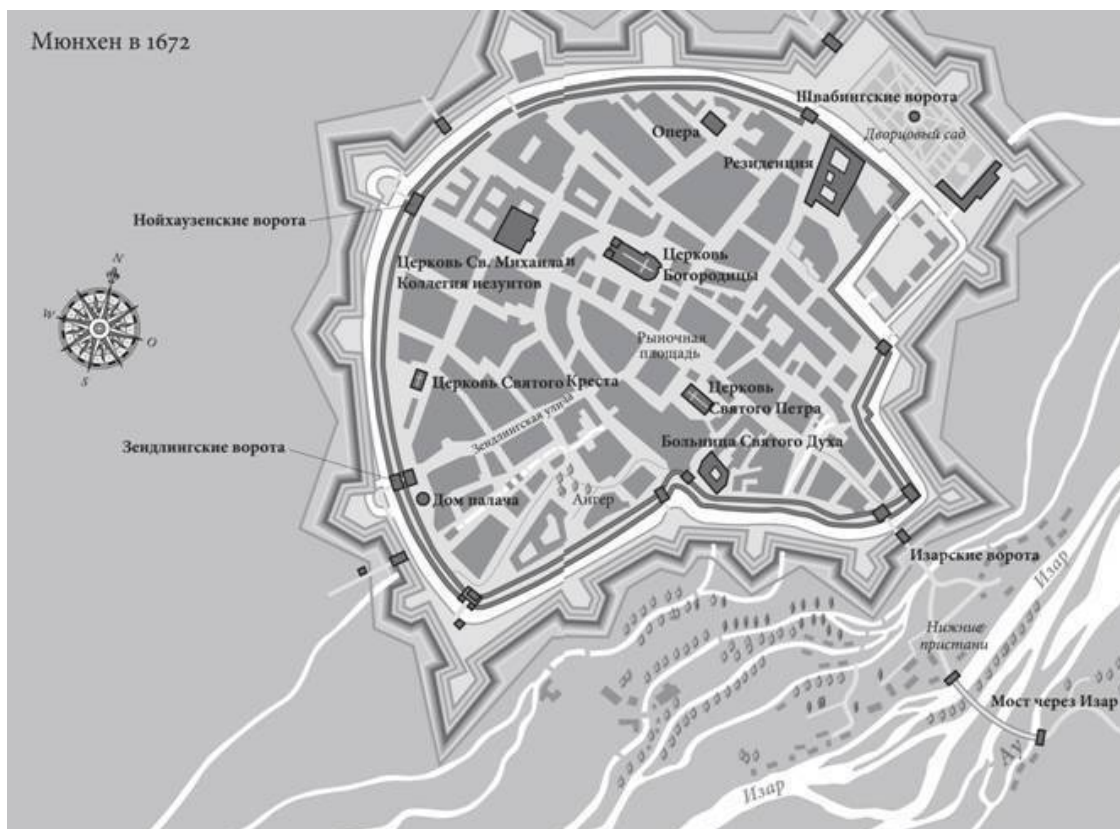 Мюнхен в 1672
Швабингские ворота
Опера
Дворцовый сад
Резиденция
Нойхаузенские ворота
Церковь Св. Михаила и
Коллегия иезуитов
Церковь
Богородицы
N
W
O
S
Рыночная
площадь
Церковь Святого Креста
Церковь
Святого Петра
Зендлингская улица
Больница Святого Духа
Зендлингские ворота
Дом палача
Ангер
Изарские ворота
Изар
Нижние
пристани
Мост через Изар
Ау
Изар